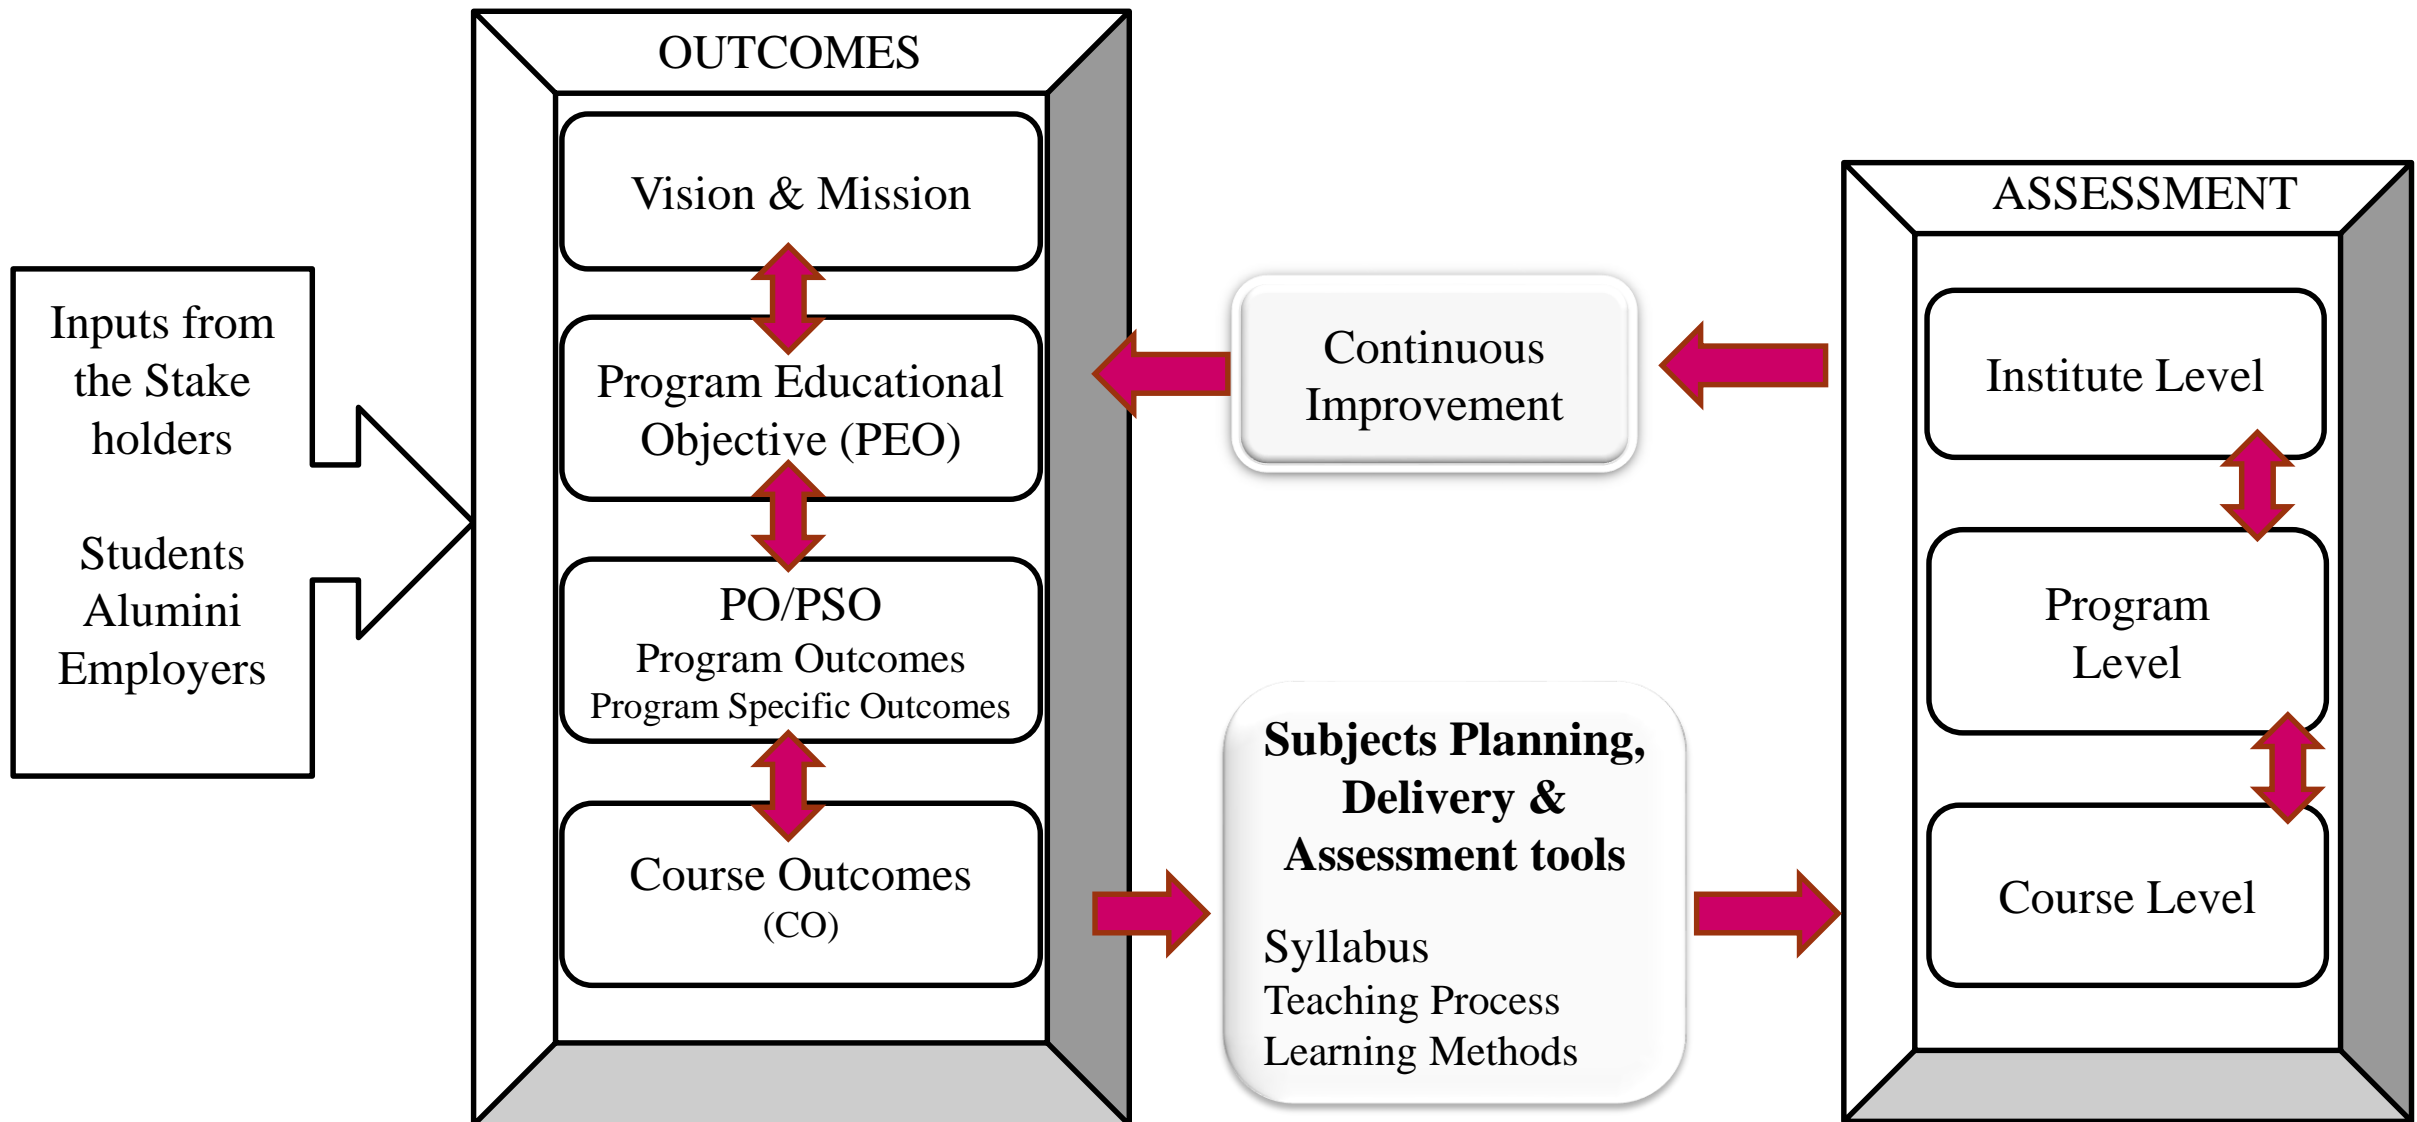 Inputs from
the Stake
holders
Students
Alumini
Employers
OUTCOMES
Vision & Mission
Program Educational
Objective (PEO)
PO/PSO
Program Outcomes
Program Specific Outcomes
Course Outcomes
(CO)
Continuous
Improvement
Subjects Planning,
Delivery &
Assessment tools
Syllabus
Teaching Process
Learning Methods
ASSESSMENT
Institute Level
Program
Level
Course Level